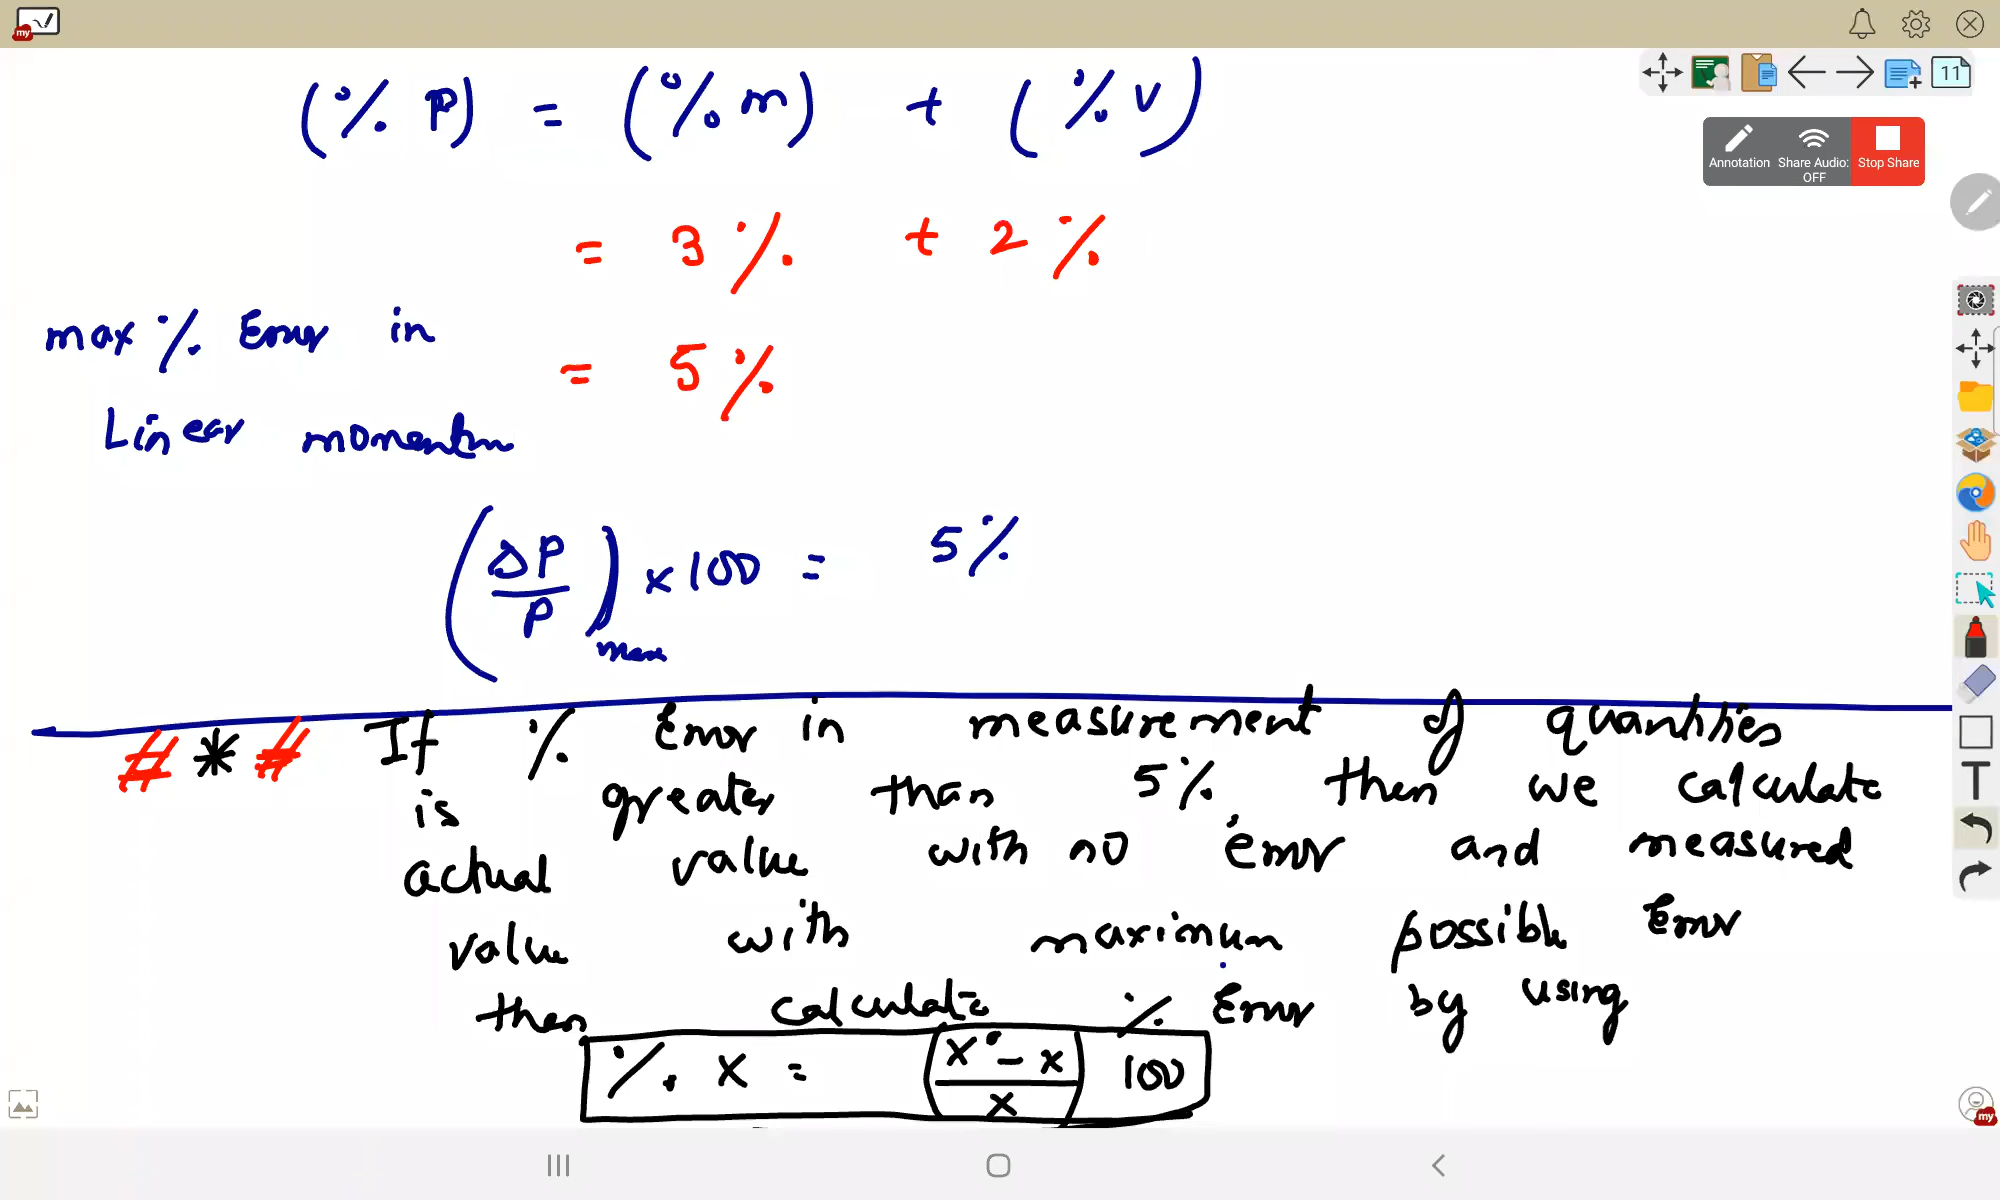 my
11
(% P) = (% m) + (% v)
Annotation Share Audio: OFF Stop Share
= 3% + 2%
max % Error in = 5%
Linear momentum
(ΔP/P)max × 100 = 5%
# * # If % Error in measurement of quantities
is greater than 5% then we calculate
actual value with no error and measured
value with maximum possible Error
then calculate % Error by using
% x = (x' - x / x) 100
my